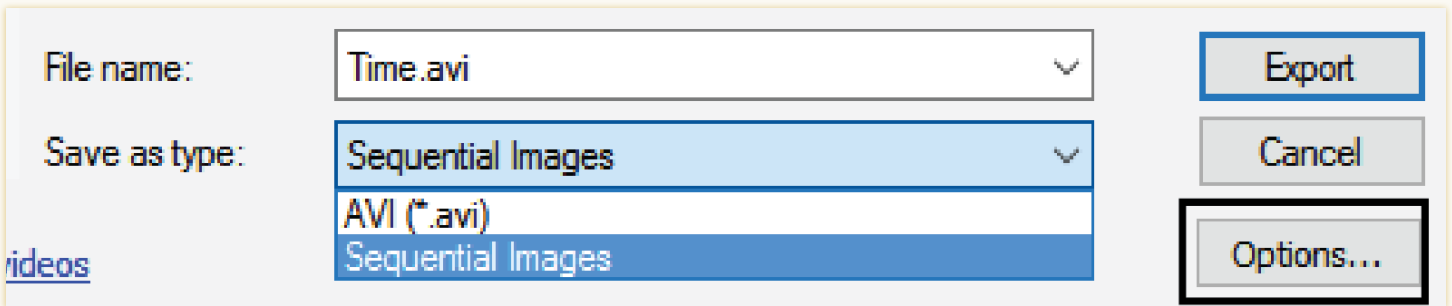 File name: Time.avi Export
Save as type: Sequential Images Cancel
AVI (*.avi)
Sequential Images
videos Options...